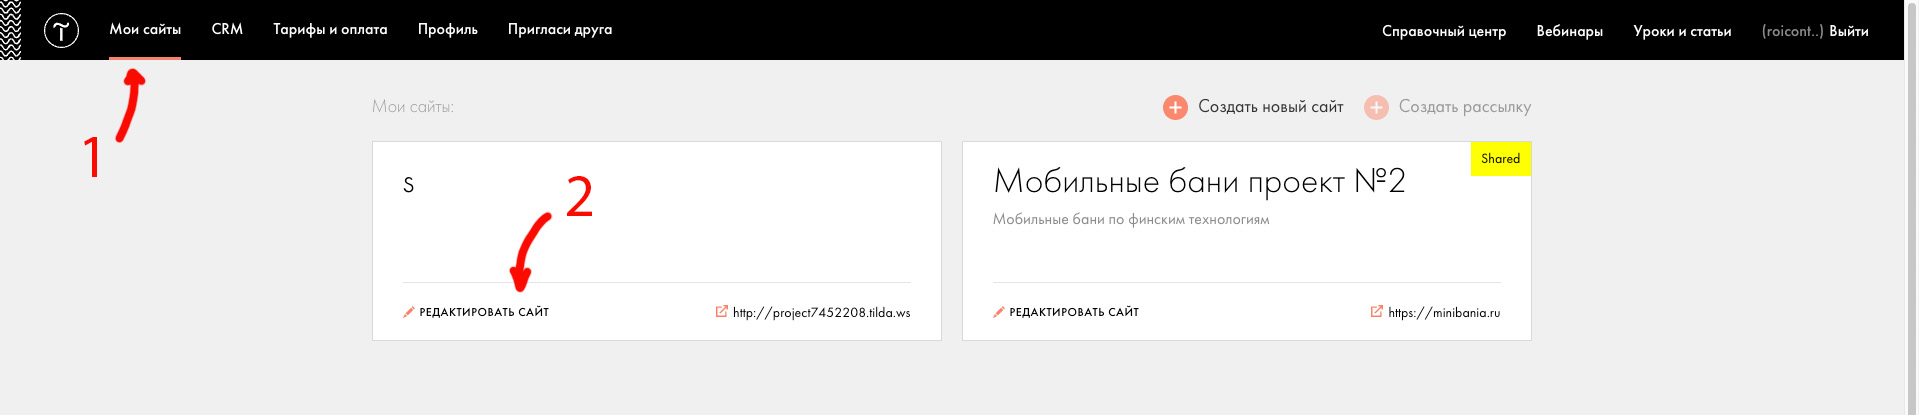 Мои сайты CRM Тарифы и оплата Профиль Пригласи друга Справочный центр Вебинары Уроки и статьи (roicont..) Выйти
1
Мои сайты: Создать новый сайт Создать рассылку
s
2
РЕДАКТИРОВАТЬ САЙТ http://project7452208.tilda.ws
Shared
Мобильные бани проект №2
Мобильные бани по финским технологиям
РЕДАКТИРОВАТЬ САЙТ https://minibania.ru